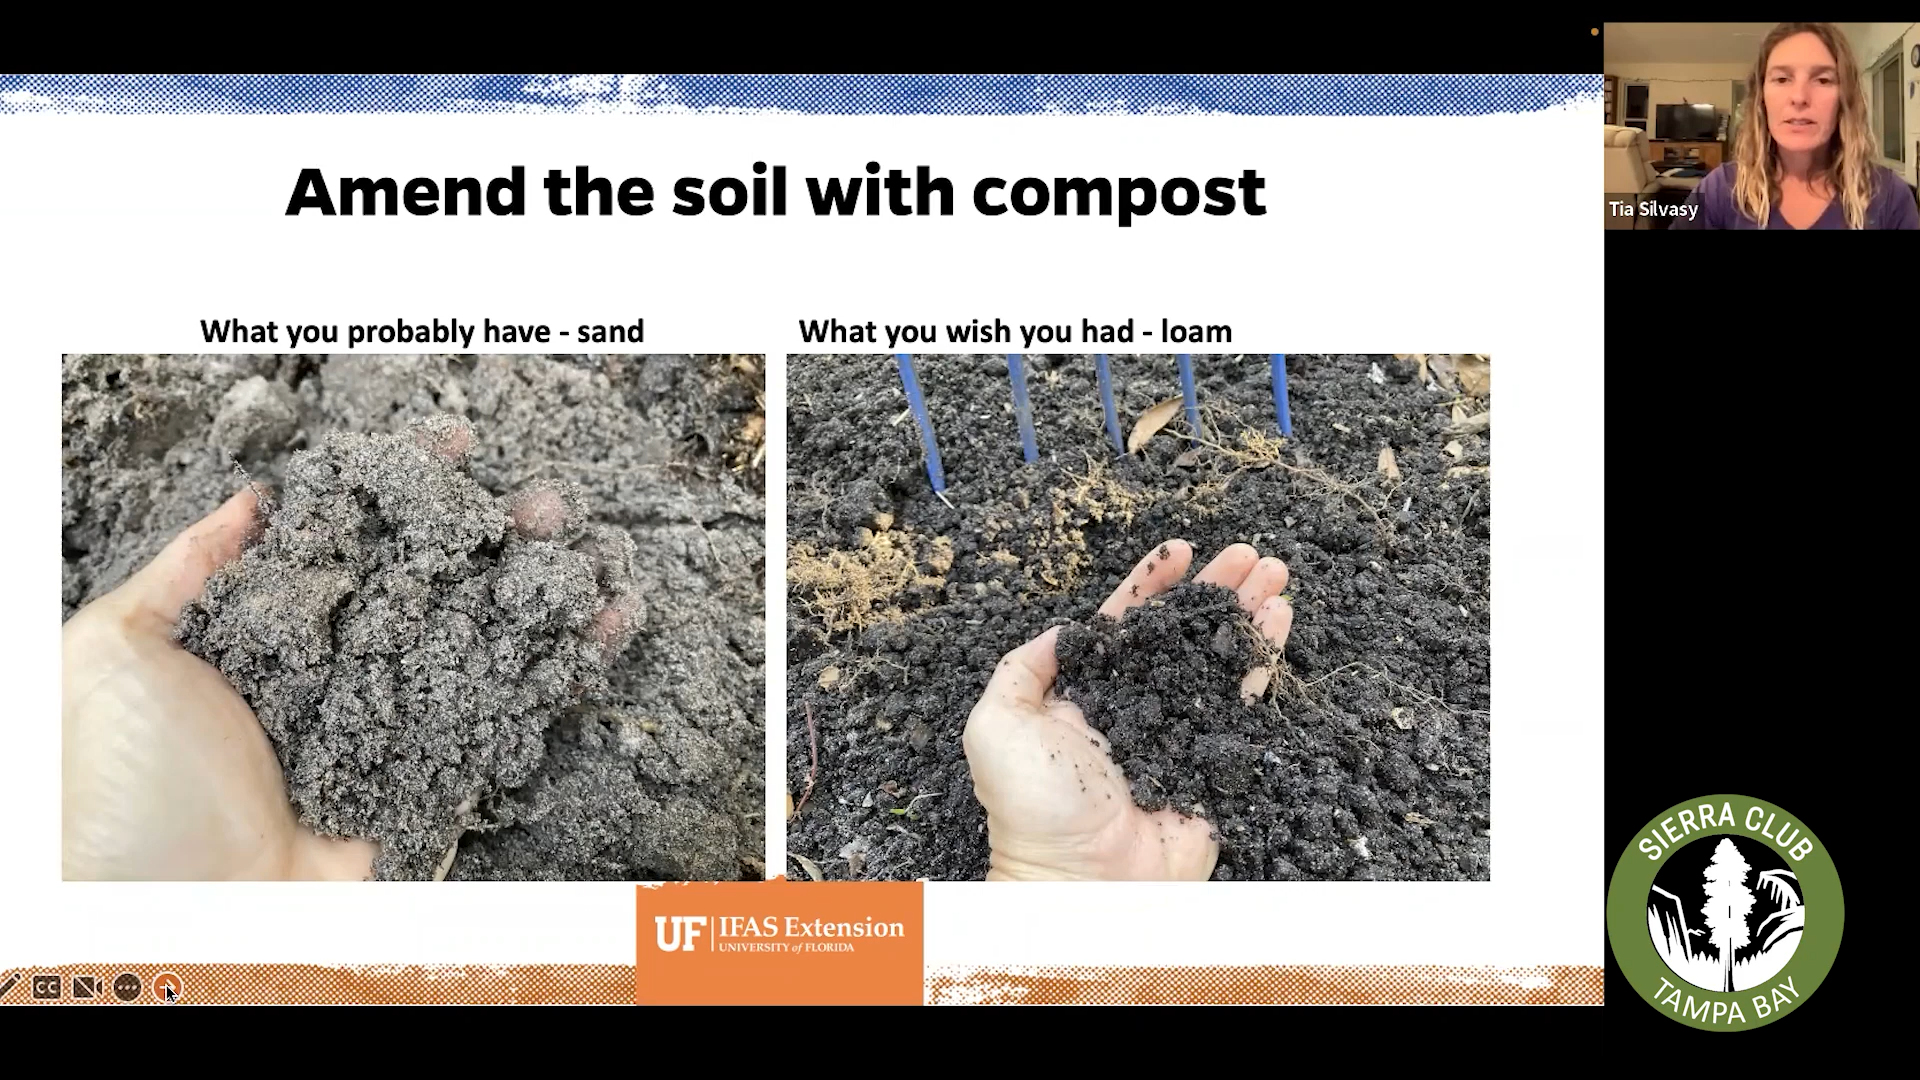 Amend the soil with compost
What you probably have - sand
What you wish you had - loam
UF IFAS Extension
UNIVERSITY of FLORIDA
CC
Tia Silvasy
SIERRA CLUB
TAMPA BAY